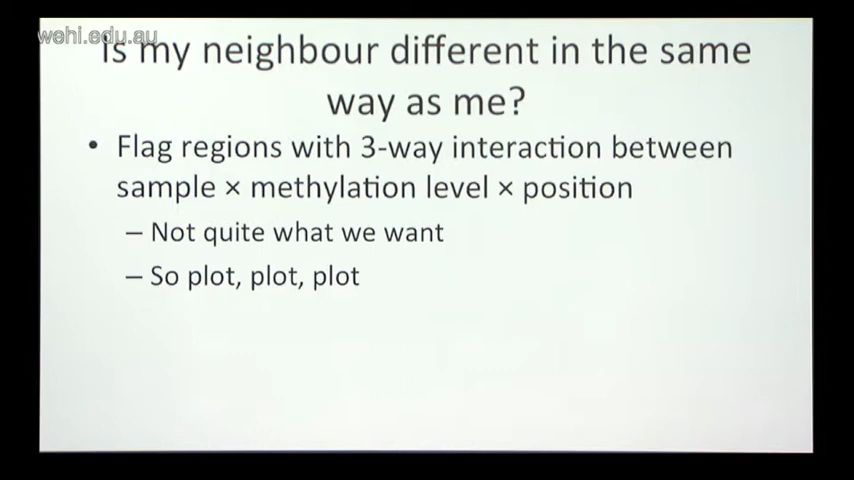 wehi.edu.au
Is my neighbour different in the same
way as me?
• Flag regions with 3-way interaction between
sample × methylation level × position
– Not quite what we want
– So plot, plot, plot